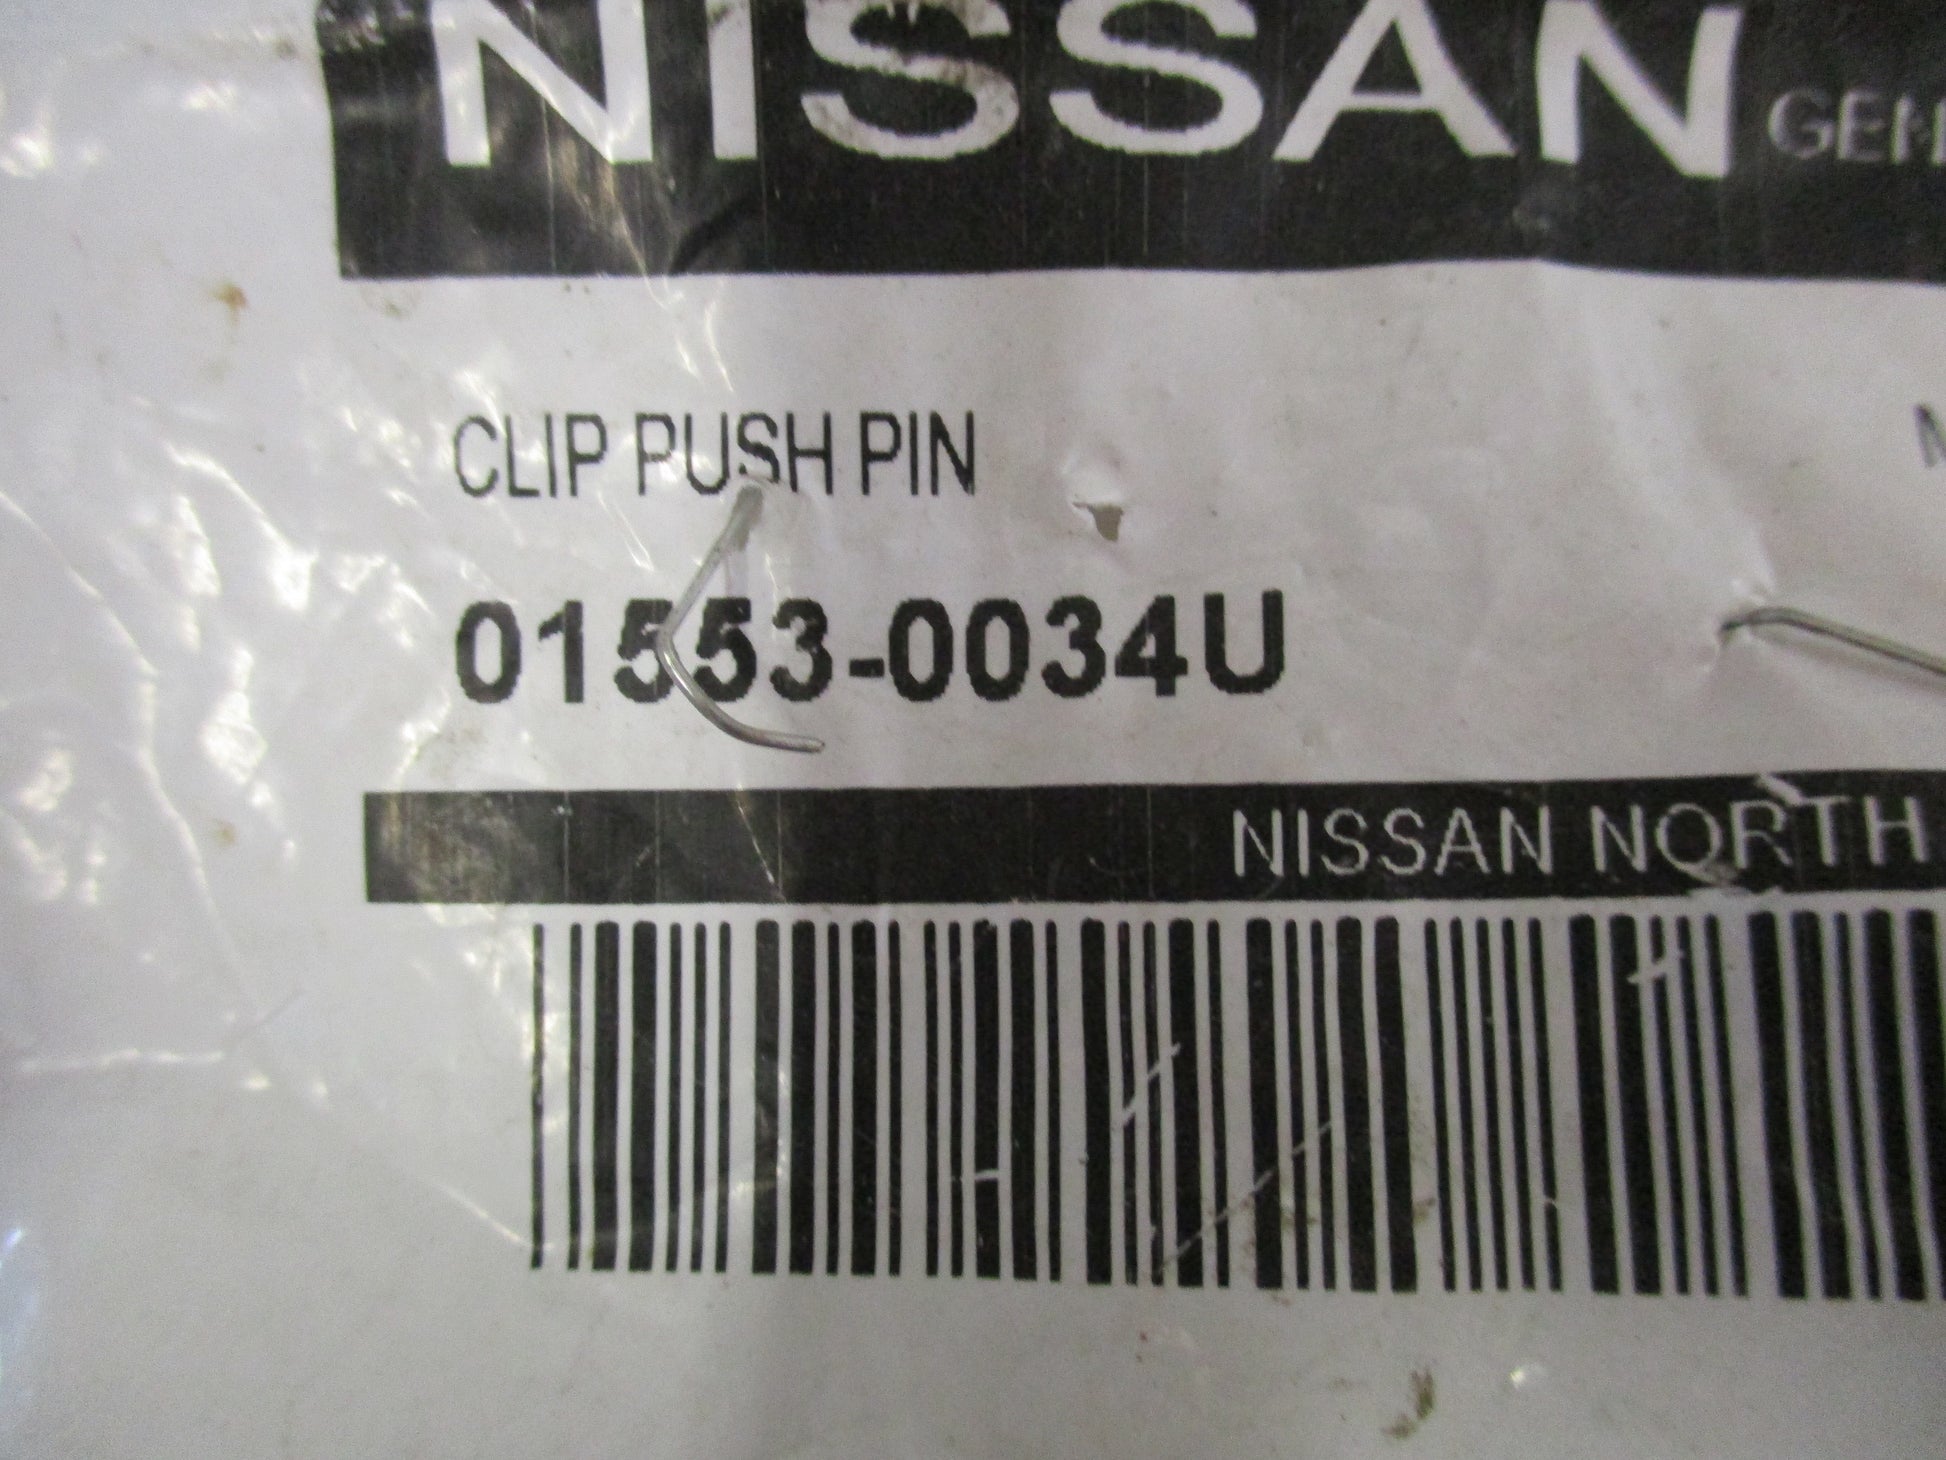 NISSAN
CLIP PUSH PIN
01553-0034U
NISSAN NORTH